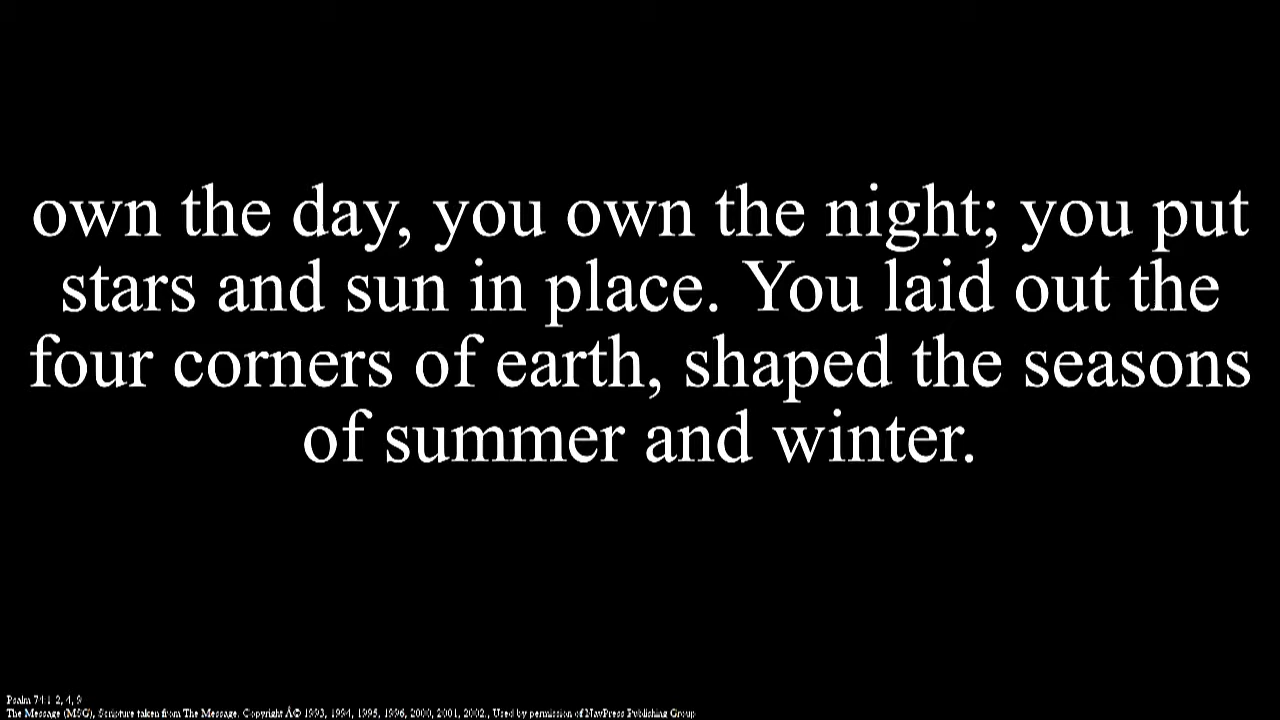 own the day, you own the night; you put
stars and sun in place. You laid out the
four corners of earth, shaped the seasons
of summer and winter.
Psalm 74:1-2, 4, 9
The Message (MSG), Scripture taken from The Message. Copyright Â© 1993, 1994, 1995, 1996, 2000, 2001, 2002., Used by permission of NavPress Publishing Group